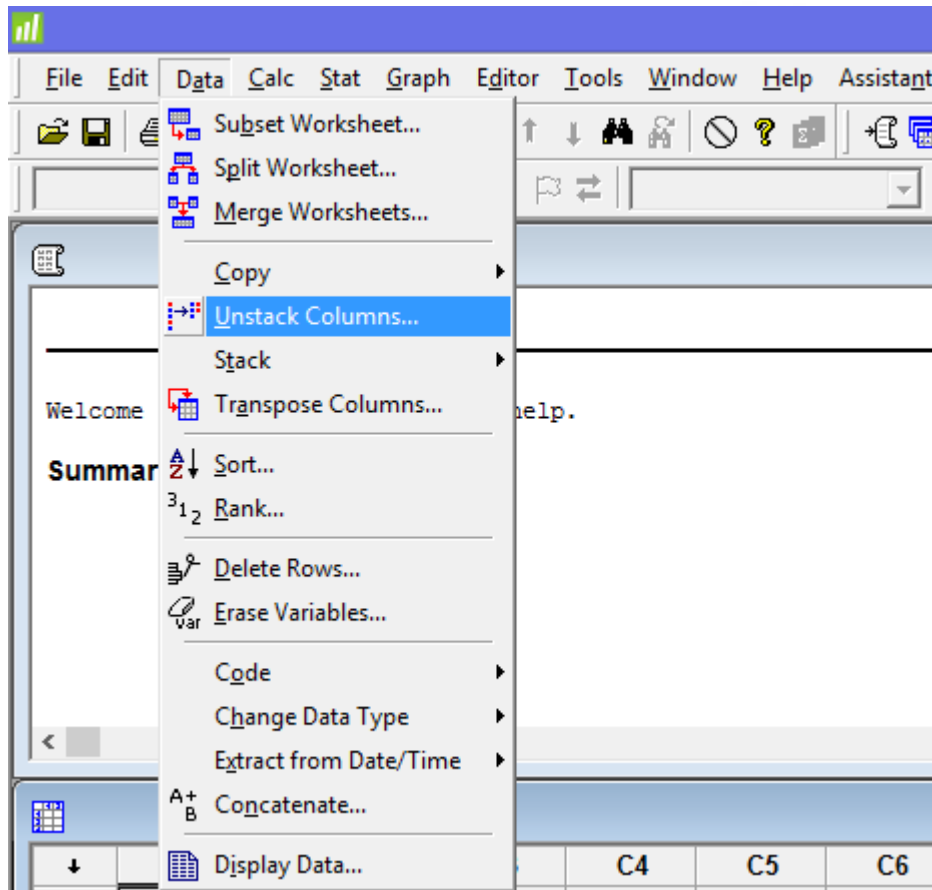 File Edit Data Calc Stat Graph Editor Tools Window Help Assistant
Subset Worksheet...
Split Worksheet...
Merge Worksheets...
Copy
Unstack Columns...
Stack
Transpose Columns...
Welcome help.
Summar
Sort...
Rank...
Delete Rows...
Erase Variables...
Code
Change Data Type
Extract from Date/Time
Concatenate...
Display Data...
C4 C5 C6